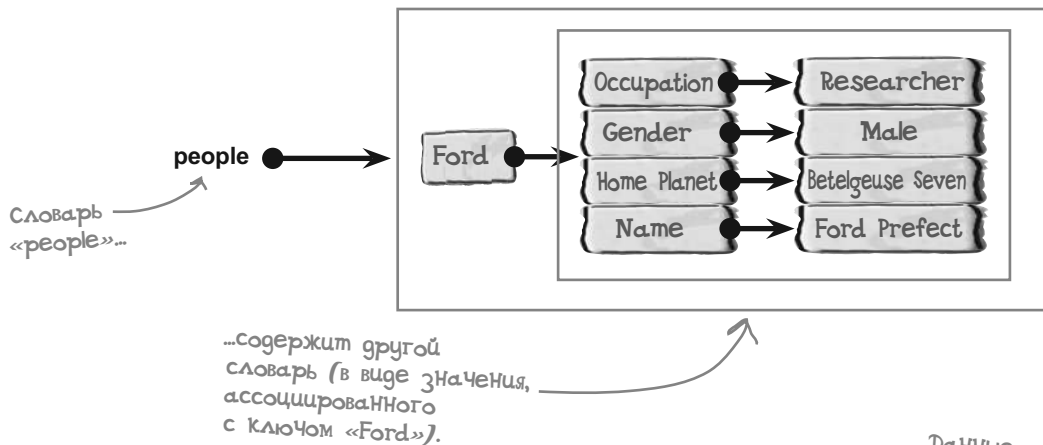 Occupation Researcher
Gender Male
people Ford
Home Planet Betelgeuse Seven
Name Ford Prefect
Словарь
«people»...
...содержит другой
словарь (в виде значения,
ассоциированного
с ключом «Ford»).
Данные